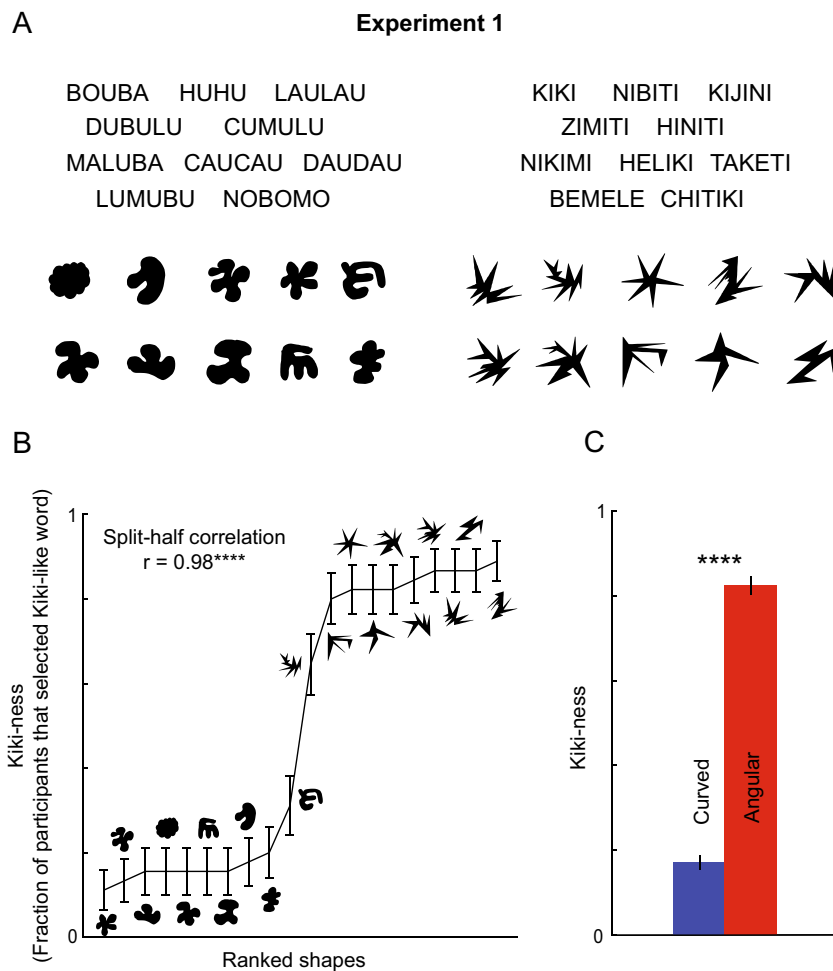 A
Experiment 1
BOUBA HUHU LAULAU
DUBULU CUMULU
MALUBA CAUCAU DAUDAU
LUMUBU NOBOMO
KIKI NIBITI KIJINI
ZIMITI HINITI
NIKIMI HELIKI TAKETI
BEMELE CHITIKI
B
Kiki-ness
(Fraction of participants that selected Kiki-like word)
1
0
Split-half correlation
r = 0.98****
Ranked shapes
C
Kiki-ness
1
0
****
Curved
Angular